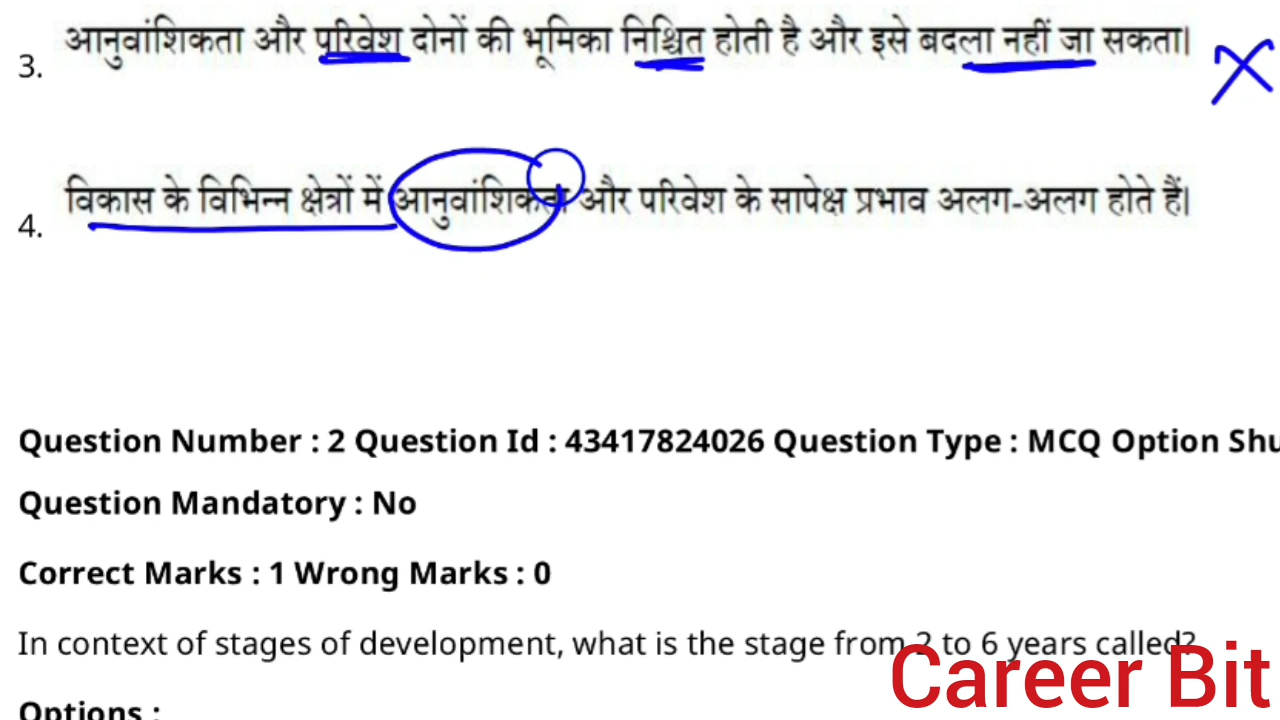 3. आनुवांशिकता और परिवेश दोनों की भूमिका निश्चित होती है और इसे बदला नहीं जा सकता।
4. विकास के विभिन्न क्षेत्रों में आनुवांशिकता और परिवेश के सापेक्ष प्रभाव अलग-अलग होते हैं।
Question Number : 2 Question Id : 43417824026 Question Type : MCQ Option Shu
Question Mandatory : No
Correct Marks : 1 Wrong Marks : 0
In context of stages of development, what is the stage from 2 to 6 years called?
Career Bit
Options :